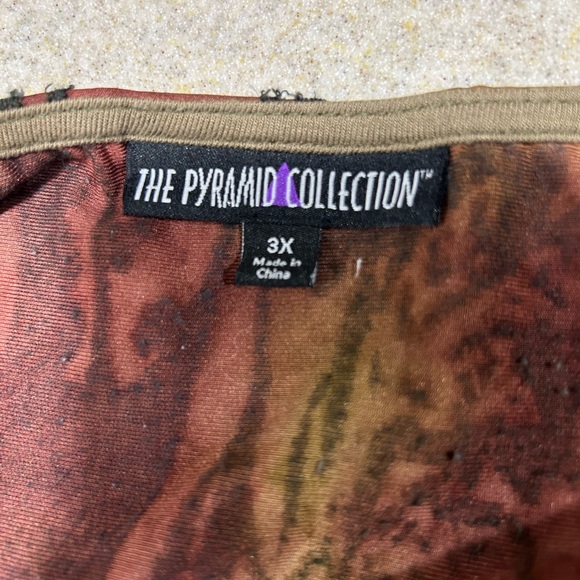 THE PYRAMID COLLECTION™
3X
Made in
China